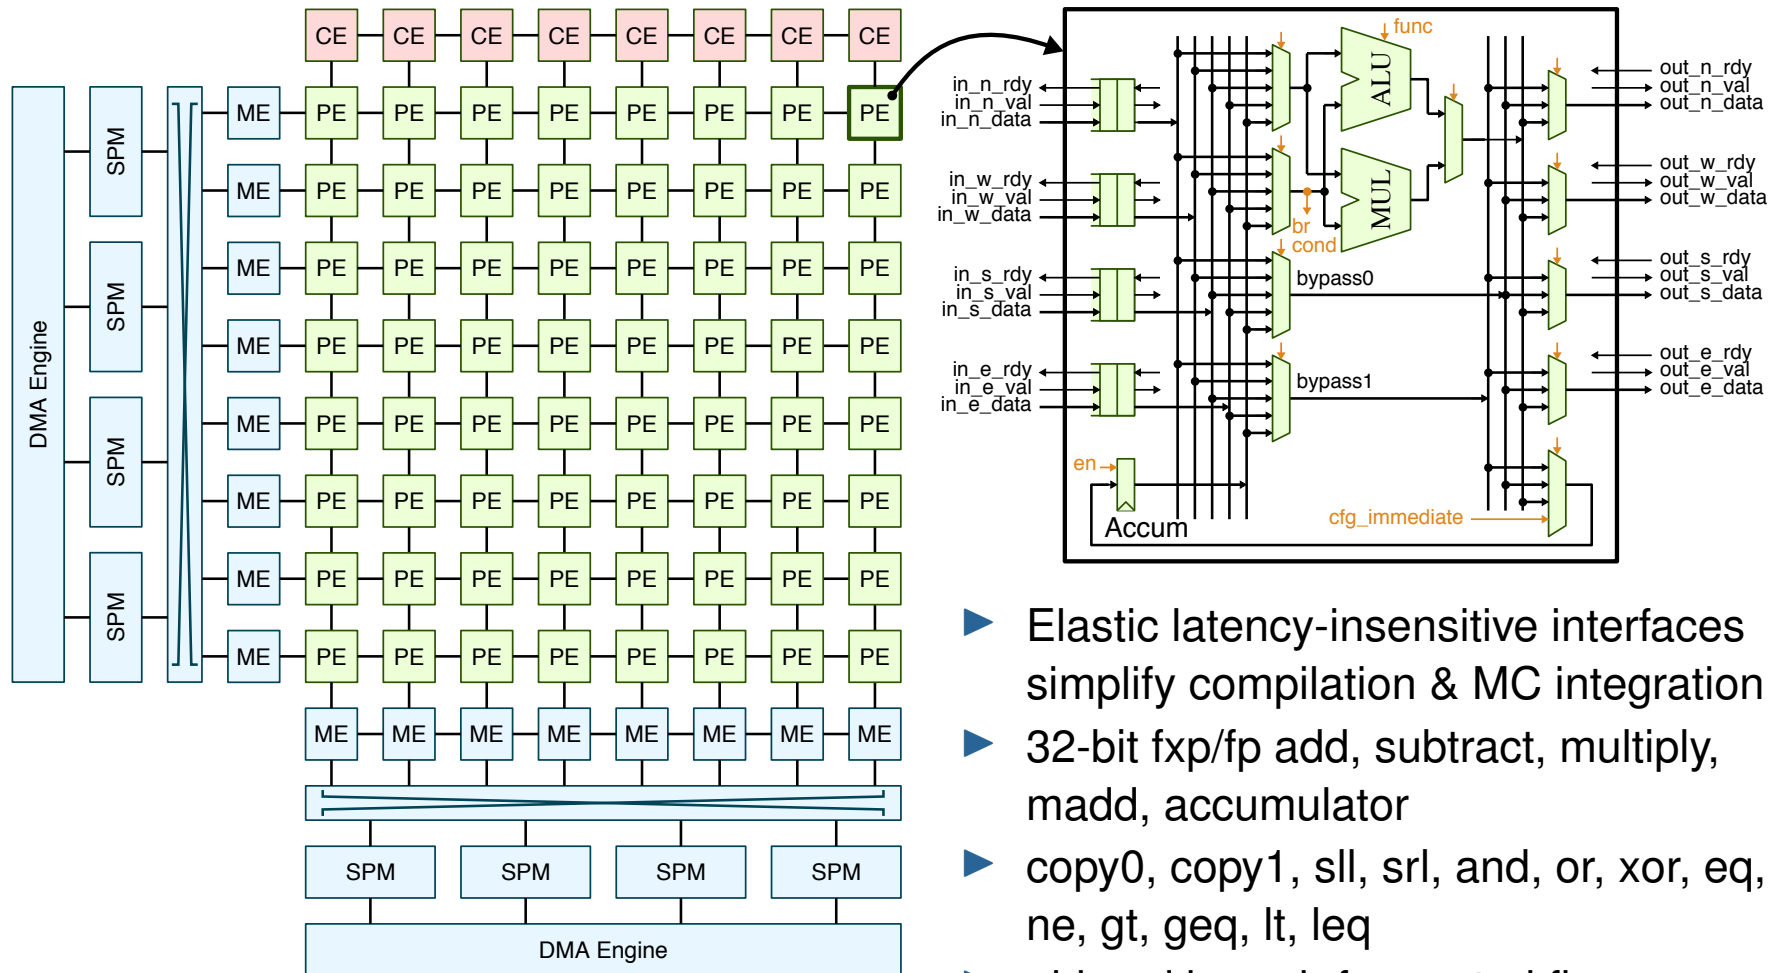 CE CE CE CE CE CE CE CE
ME PE PE PE PE PE PE PE PE
ME PE PE PE PE PE PE PE PE
ME PE PE PE PE PE PE PE PE
ME PE PE PE PE PE PE PE PE
ME PE PE PE PE PE PE PE PE
ME PE PE PE PE PE PE PE PE
ME PE PE PE PE PE PE PE PE
ME PE PE PE PE PE PE PE PE
ME ME ME ME ME ME ME ME
DMA Engine
SPM
SPM
SPM
SPM
SPM SPM SPM SPM
DMA Engine
func
ALU
MUL
br
cond
bypass0
bypass1
in_n_rdy
in_n_val
in_n_data
in_w_rdy
in_w_val
in_w_data
in_s_rdy
in_s_val
in_s_data
in_e_rdy
in_e_val
in_e_data
en
Accum
cfg_immediate
out_n_rdy
out_n_val
out_n_data
out_w_rdy
out_w_val
out_w_data
out_s_rdy
out_s_val
out_s_data
out_e_rdy
out_e_val
out_e_data
Elastic latency-insensitive interfaces
simplify compilation & MC integration
32-bit fxp/fp add, subtract, multiply,
madd, accumulator
copy0, copy1, sll, srl, and, or, xor, eq,
ne, gt, geq, lt, leq